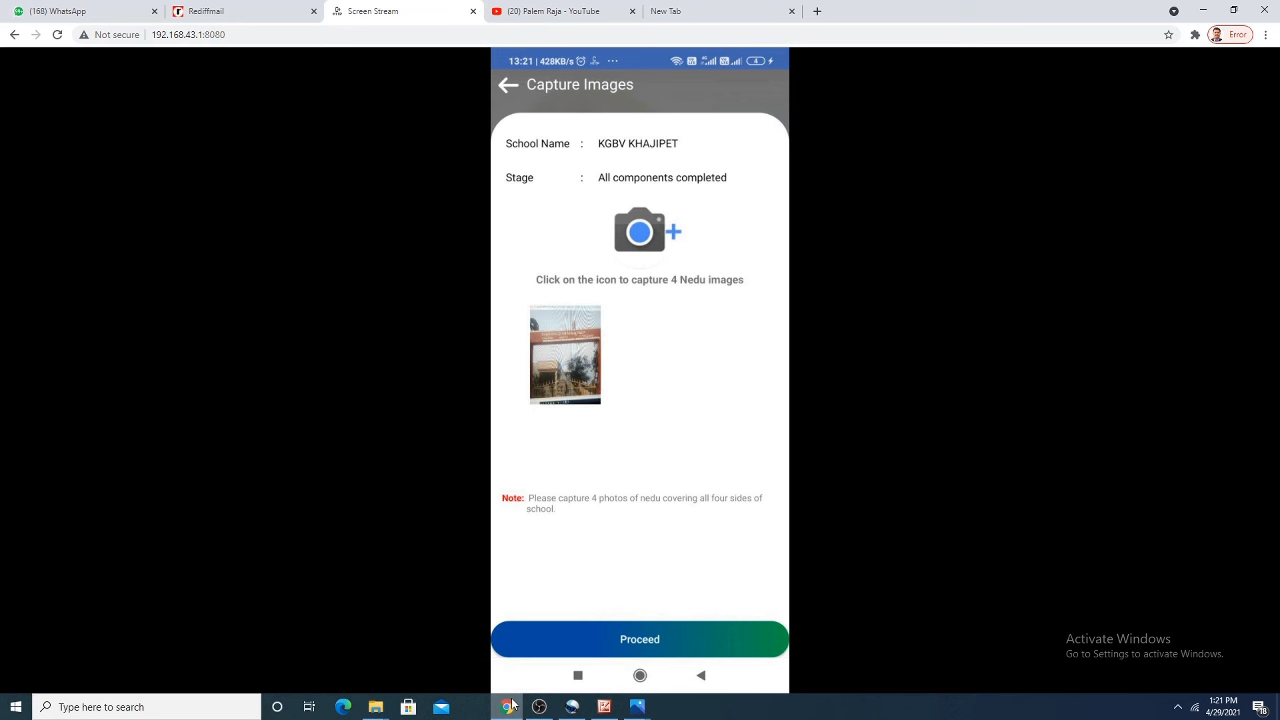 (168) WhatsApp
Rediffmail
Screen Stream
(20) Palem Raja - YouTube
New Tab
Not secure
192.168.43.1:8080
Error
13:21 | 428KB/s
4
Capture Images
School Name : KGBV KHAJIPET
Stage : All components completed
Click on the icon to capture 4 Nedu images
Note: Please capture 4 photos of nedu covering all four sides of
school.
Proceed
Activate Windows
Go to Settings to activate Windows.
Type here to search
1:21 PM
4/29/2021